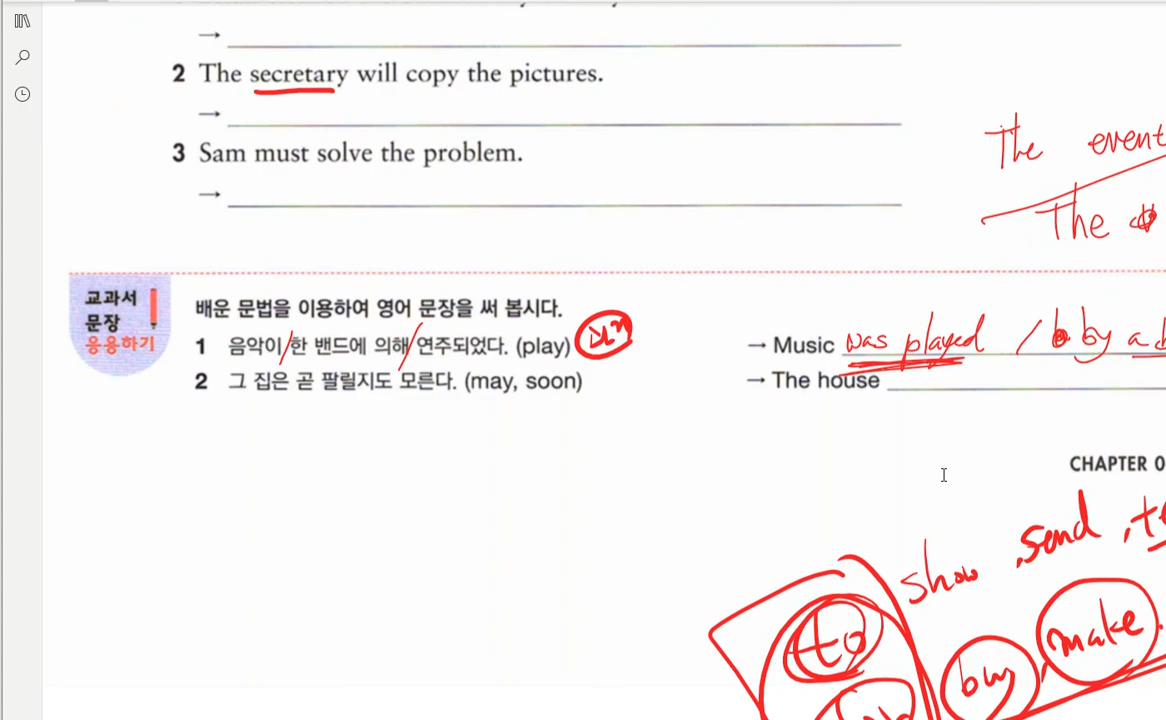 →
2 The secretary will copy the pictures.
→
3 Sam must solve the problem.
→
The event
The
교과서
문장
응용하기
배운 문법을 이용하여 영어 문장을 써 봅시다.
1 음악이/한 밴드에 의해/연주되었다. (play) 과거
→ Music was played / by a
2 그 집은 곧 팔릴지도 모른다. (may, soon)
→ The house
CHAPTER 0
show, send, te
to buy, make.